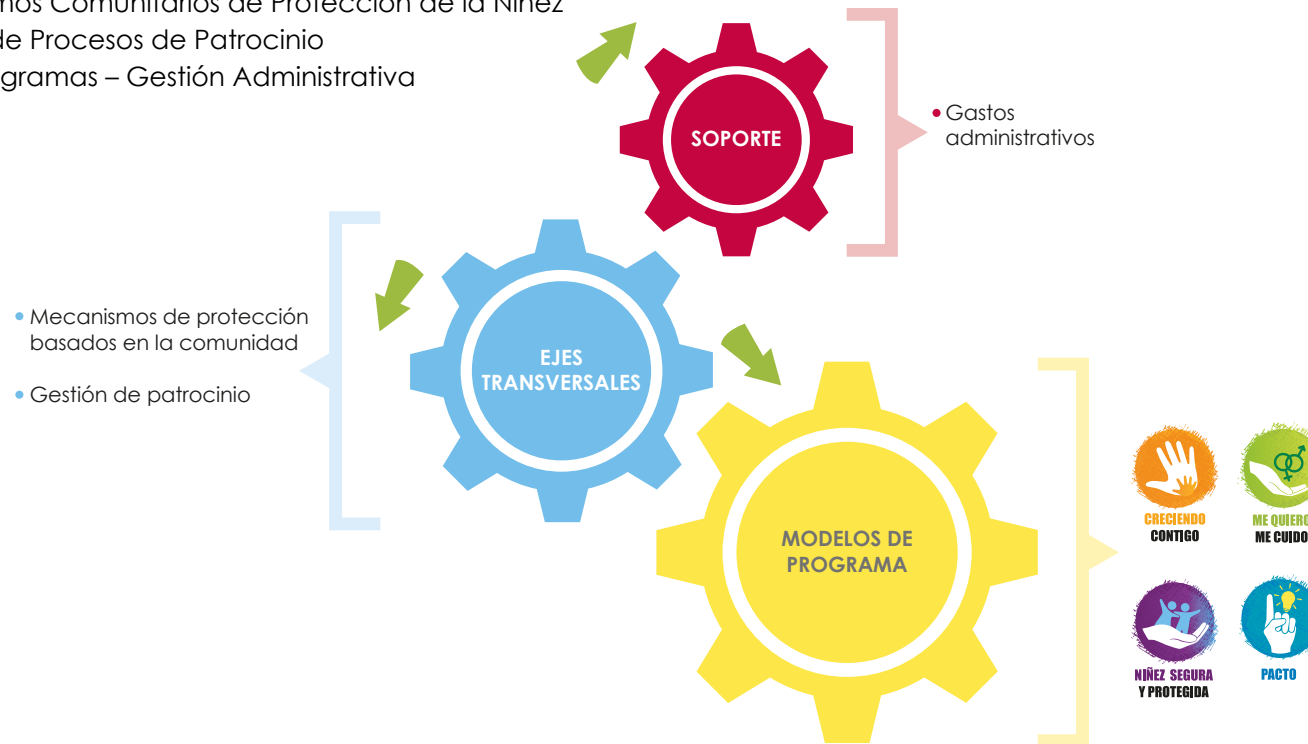 Comunitarios de Protección de la Niñez
de Procesos de Patrocinio
– Gestión Administrativa
SOPORTE
• Gastos
administrativos
• Mecanismos de protección
basados en la comunidad
• Gestión de patrocinio
EJES
TRANSVERSALES
MODELOS DE
PROGRAMA
CRECIENDO
CONTIGO
ME QUIERO
ME CUIDO
NIÑEZ SEGURA
Y PROTEGIDA
PACTO